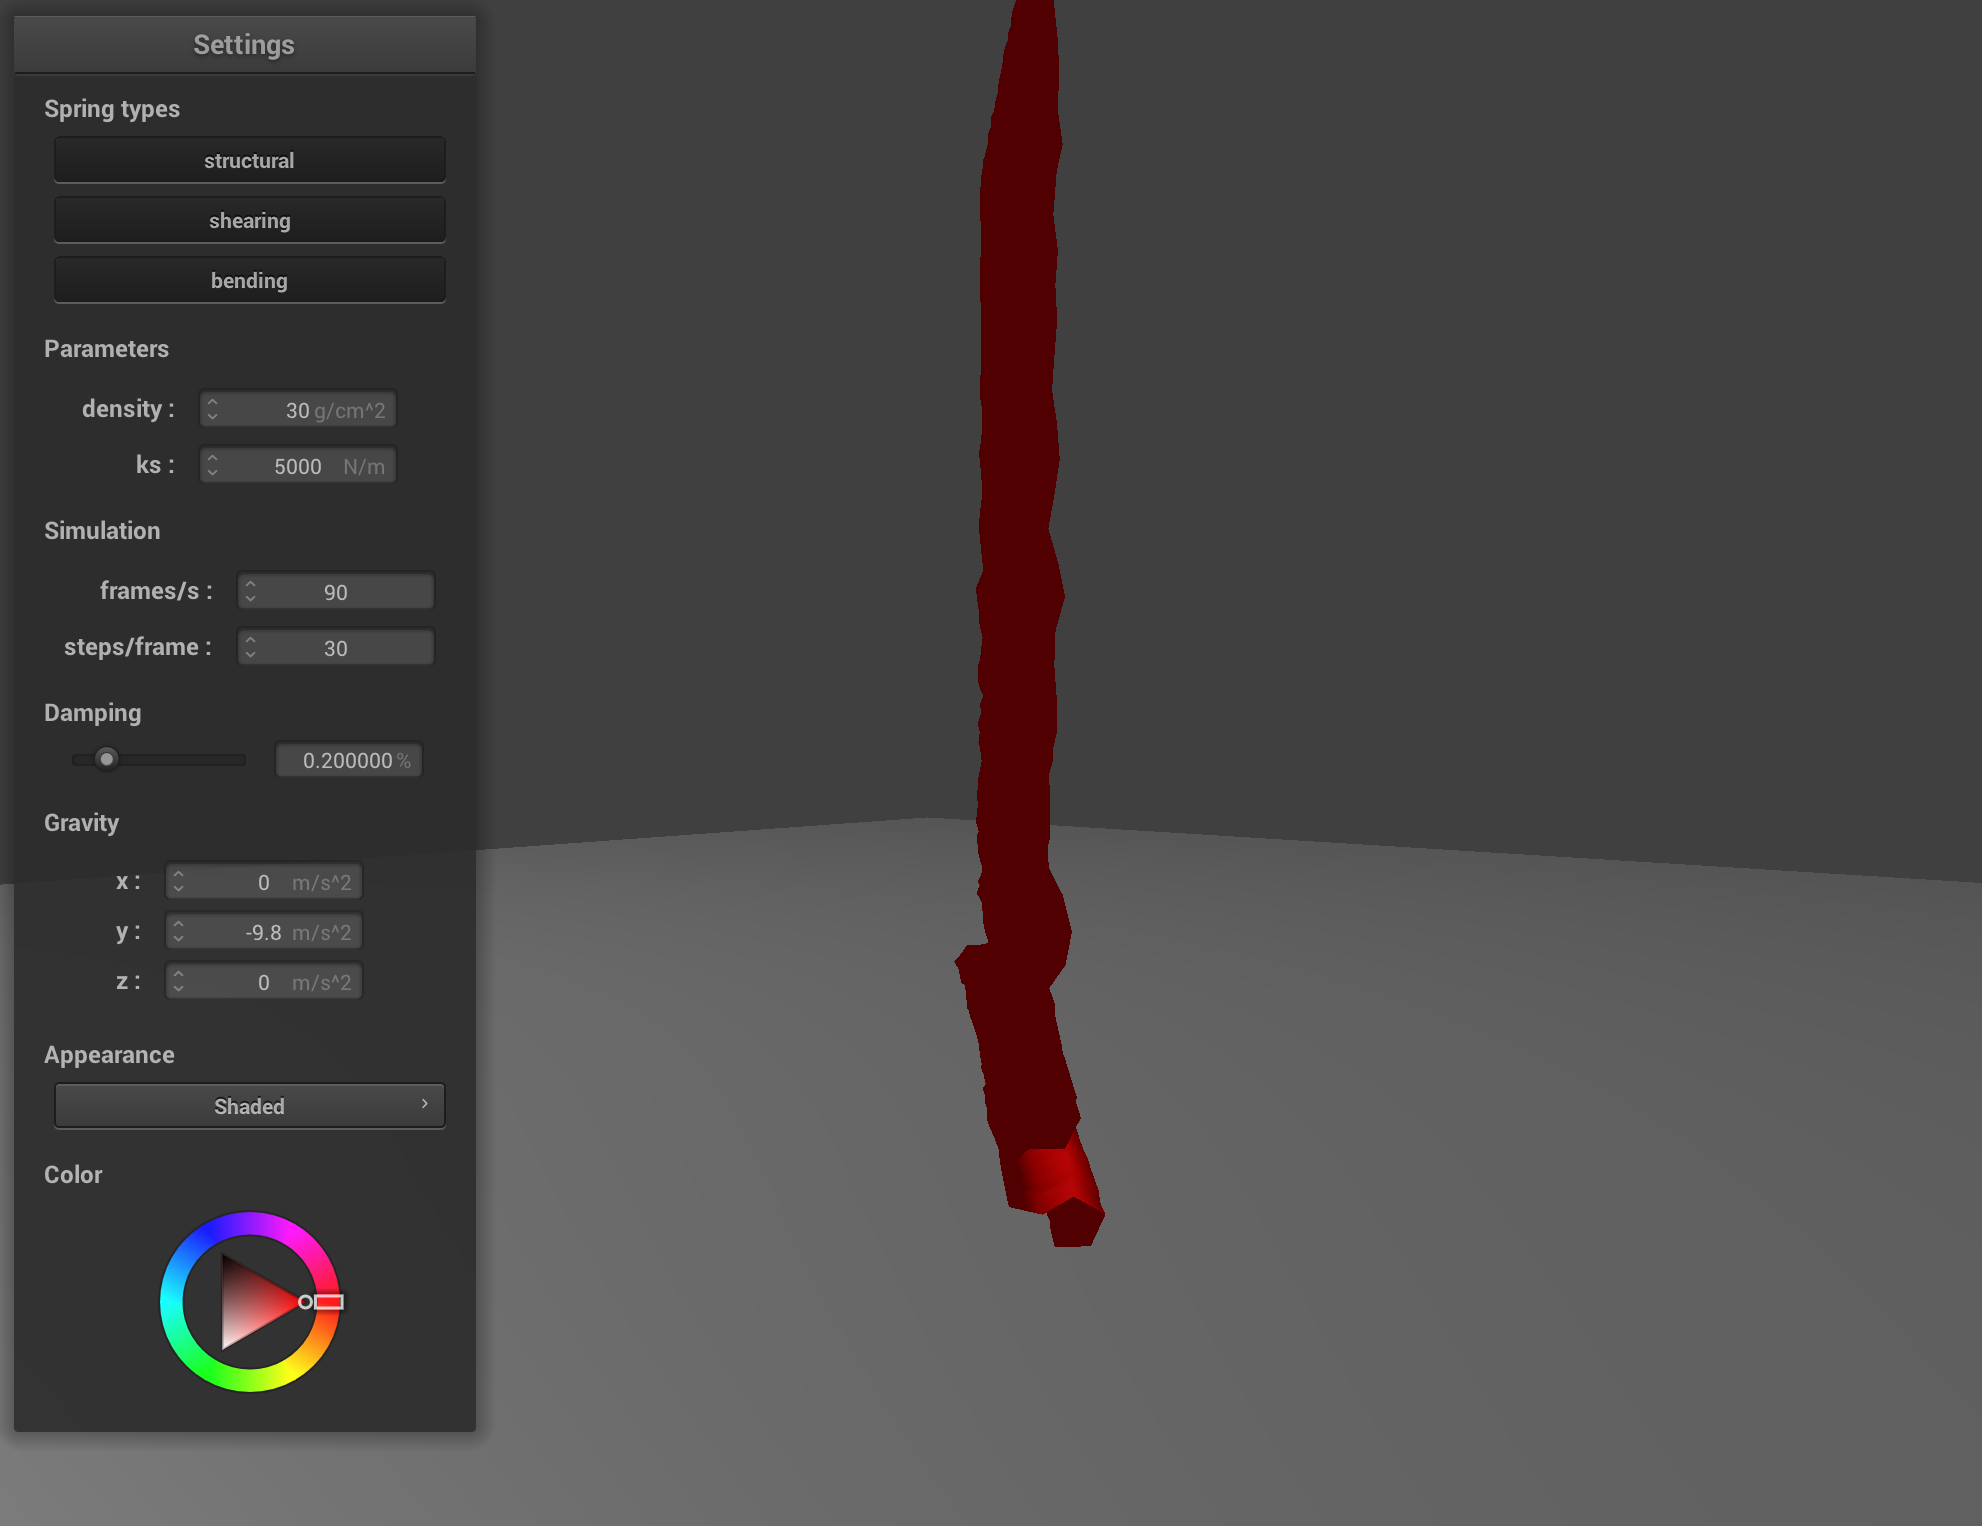 Settings
Spring types
structural
shearing
bending
Parameters
density : 30 g/cm^2
ks : 5000 N/m
Simulation
frames/s : 90
steps/frame : 30
Damping
0.200000 %
Gravity
x : 0 m/s^2
y : -9.8 m/s^2
z : 0 m/s^2
Appearance
Shaded
Color